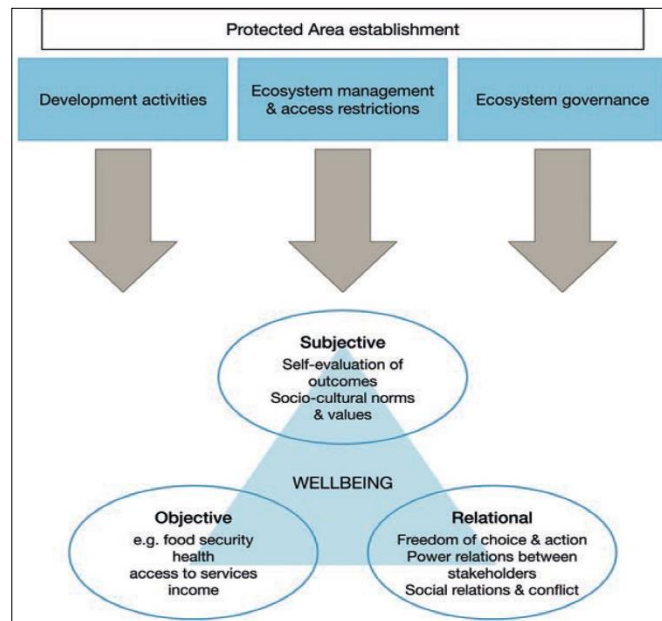 Protected Area establishment
Development activities
Ecosystem management
& access restrictions
Ecosystem governance
Subjective
Self-evaluation of
outcomes
Socio-cultural norms
& values
WELLBEING
Objective
e.g. food security
health
access to services
income
Relational
Freedom of choice & action
Power relations between
stakeholders
Social relations & conflict